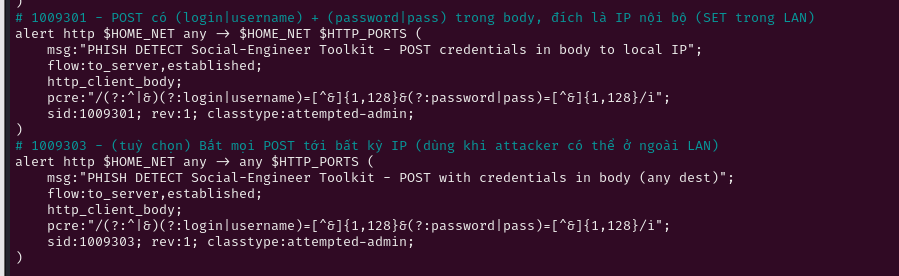 )
# 1009301 - POST có (login|username) + (password|pass) trong body, đích là IP nội bộ (SET trong LAN)
alert http $HOME_NET any -> $HOME_NET $HTTP_PORTS (
    msg:"PHISH DETECT Social-Engineer Toolkit - POST credentials in body to local IP";
    flow:to_server,established;
    http_client_body;
    pcre:"/(?:^|&)(?:login|username)=[^&]{1,128}&(?:password|pass)=[^&]{1,128}/i";
    sid:1009301; rev:1; classtype:attempted-admin;
)
# 1009303 - (tuỳ chọn) Bắt mọi POST tới bất kỳ IP (dùng khi attacker có thể ở ngoài LAN)
alert http $HOME_NET any -> any $HTTP_PORTS (
    msg:"PHISH DETECT Social-Engineer Toolkit - POST with credentials in body (any dest)";
    flow:to_server,established;
    http_client_body;
    pcre:"/(?:^|&)(?:login|username)=[^&]{1,128}&(?:password|pass)=[^&]{1,128}/i";
    sid:1009303; rev:1; classtype:attempted-admin;
)